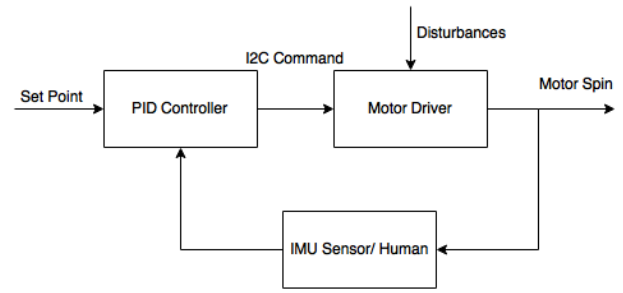 Disturbances
I2C Command
Motor Spin
Set Point
PID Controller
Motor Driver
IMU Sensor/ Human